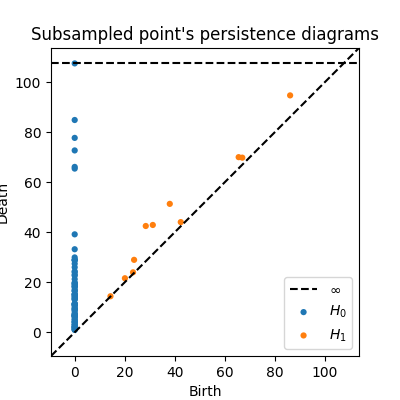 Subsampled point's persistence diagrams
100
80
60
40
20
0
Death
0 20 40 60 80 100
Birth
∞
H₀
H₁